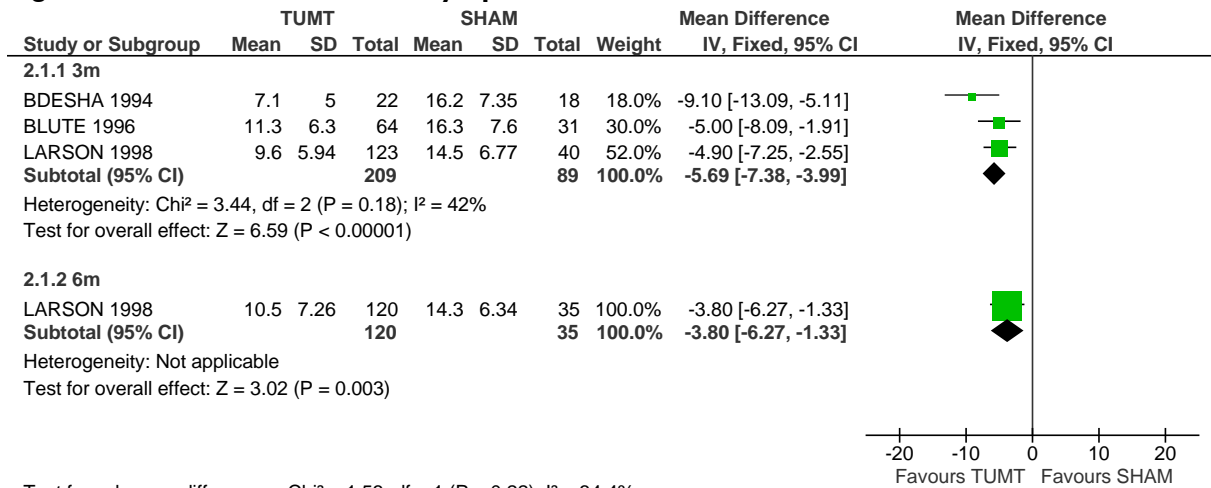 TUMT SHAM Mean Difference Mean Difference
Study or Subgroup Mean SD Total Mean SD Total Weight IV, Fixed, 95% CI IV, Fixed, 95% CI
2.1.1 3m
BDESHA 1994 7.1 5 22 16.2 7.35 18 18.0% -9.10 [-13.09, -5.11]
BLUTE 1996 11.3 6.3 64 16.3 7.6 31 30.0% -5.00 [-8.09, -1.91]
LARSON 1998 9.6 5.94 123 14.5 6.77 40 52.0% -4.90 [-7.25, -2.55]
Subtotal (95% CI) 209 89 100.0% -5.69 [-7.38, -3.99]
Heterogeneity: Chi² = 3.44, df = 2 (P = 0.18); I² = 42%
Test for overall effect: Z = 6.59 (P < 0.00001)
2.1.2 6m
LARSON 1998 10.5 7.26 120 14.3 6.34 35 100.0% -3.80 [-6.27, -1.33]
Subtotal (95% CI) 120 35 100.0% -3.80 [-6.27, -1.33]
Heterogeneity: Not applicable
Test for overall effect: Z = 3.02 (P = 0.003)
-20 -10 0 10 20
Favours TUMT Favours SHAM